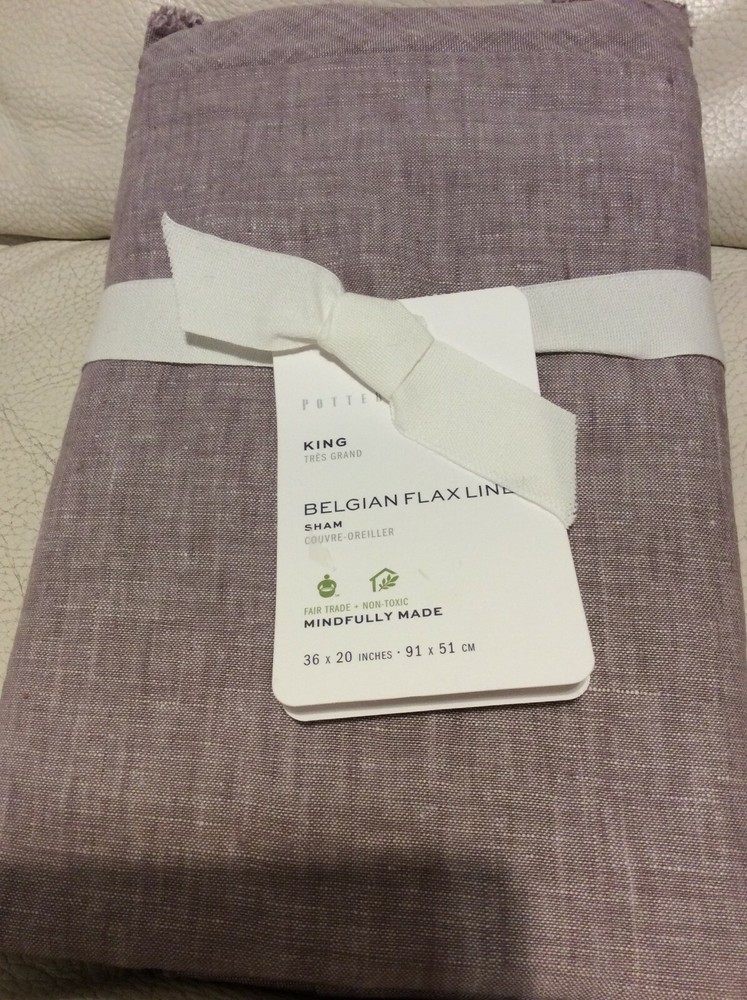 POTTE
KING
TRÈS GRAND
BELGIAN FLAX LINE
SHAM
COUVRE-OREILLER
FAIR TRADE + NON-TOXIC
MINDFULLY MADE
36 x 20 INCHES · 91 x 51 CM